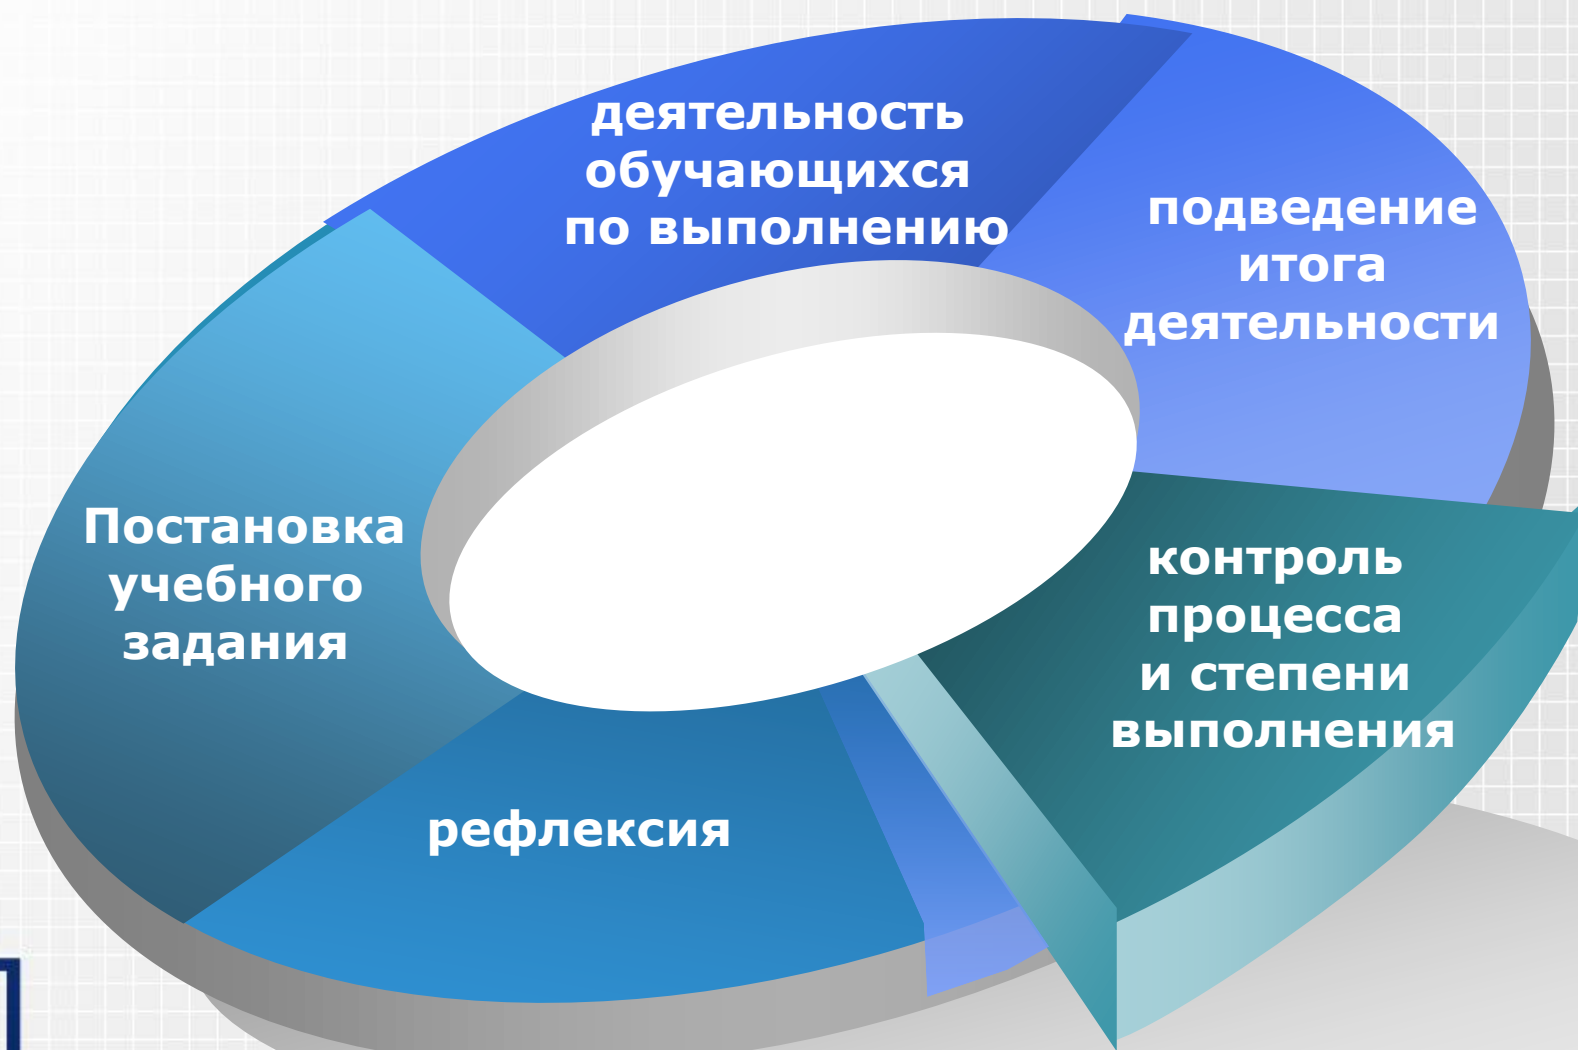 деятельность
обучающихся
по выполнению
подведение
итога
деятельности
Постановка
учебного
задания
контроль
процесса
и степени
выполнения
рефлексия